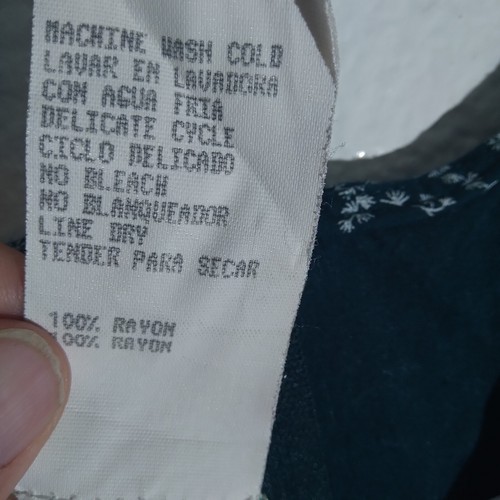 MACHINE WASH COLD
LAVAR EN LAVADORA
CON AGUA FRIA
DELICATE CYCLE
CICLO DELICADO
NO BLEACH
NO BLANQUEADOR
LINE DRY
TENDER PARA SECAR
100% RAYON
100% RAYON